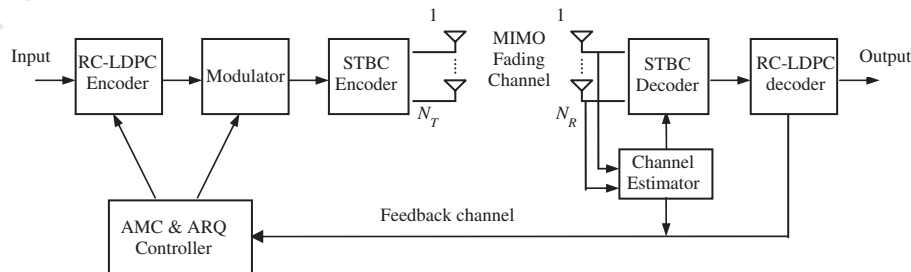 Input
RC-LDPC
Encoder
Modulator
STBC
Encoder
1
N_T
MIMO
Fading
Channel
1
N_R
STBC
Decoder
RC-LDPC
decoder
Output
Channel
Estimator
Feedback channel
AMC & ARQ
Controller